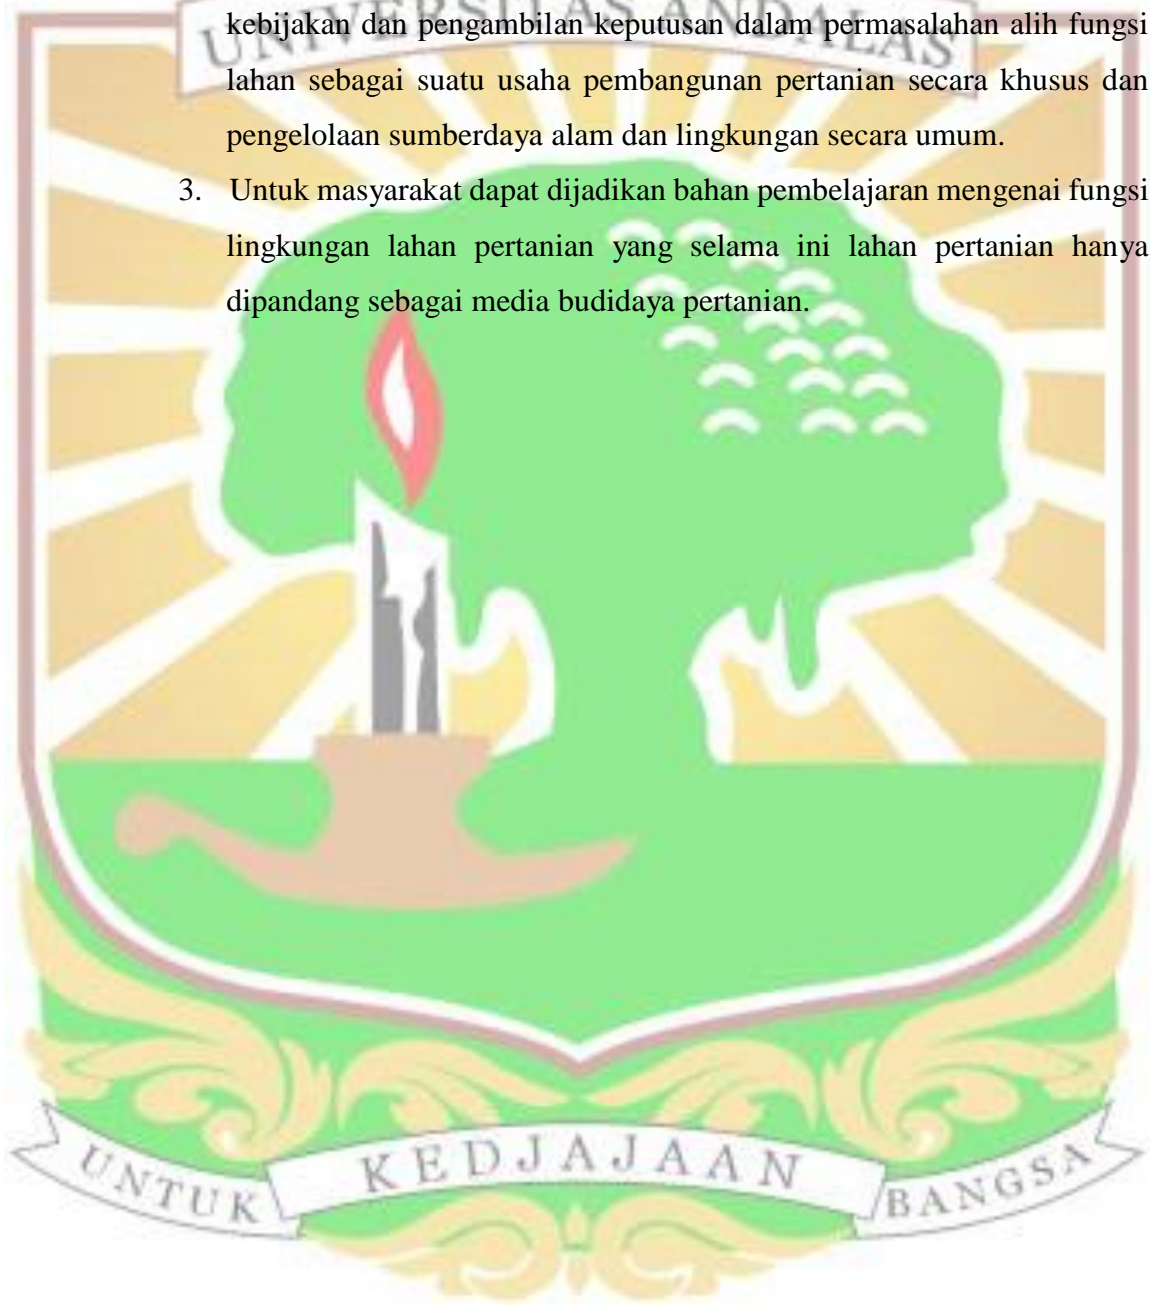 UNIVERSITAS ANDALAS
kebijakan dan pengambilan keputusan dalam permasalahan alih fungsi
lahan sebagai suatu usaha pembangunan pertanian secara khusus dan
pengelolaan sumberdaya alam dan lingkungan secara umum.
3. Untuk masyarakat dapat dijadikan bahan pembelajaran mengenai fungsi
lingkungan lahan pertanian yang selama ini lahan pertanian hanya
dipandang sebagai media budidaya pertanian.
UNTUK KEDJAJAAN BANGSA